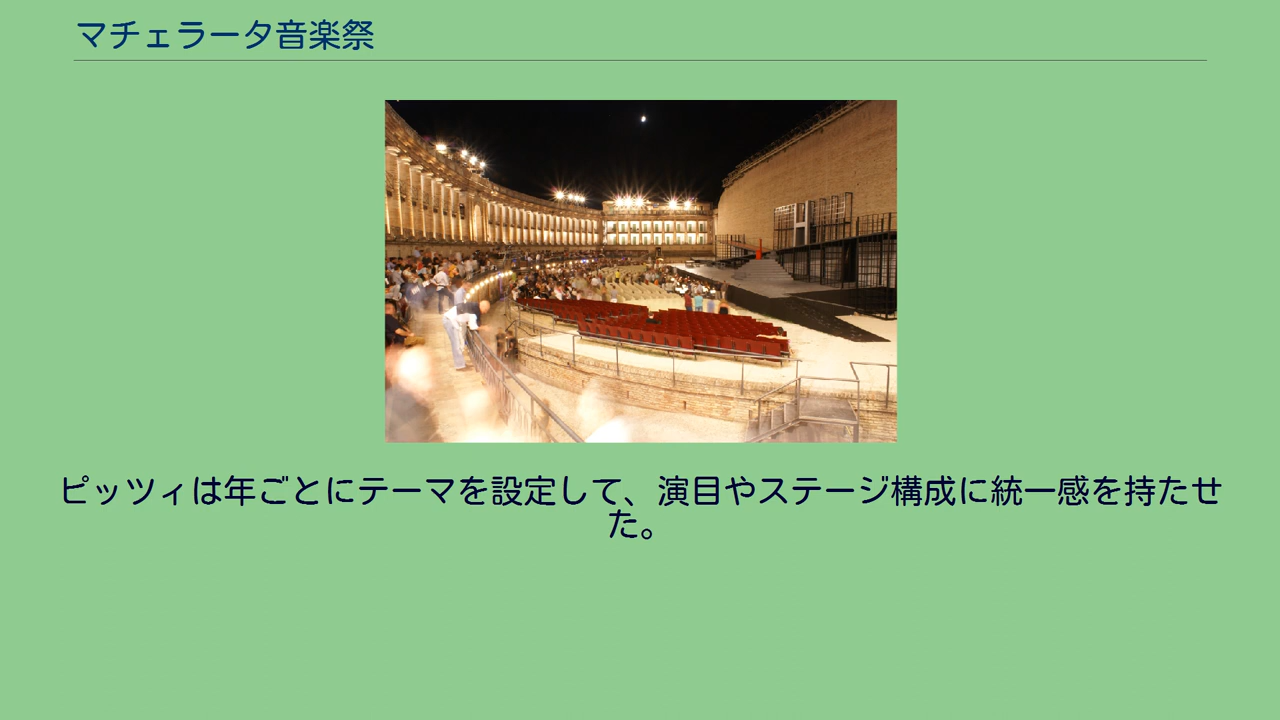 マチェラータ音楽祭
ピッツィは年ごとにテーマを設定して、演目やステージ構成に統一感を持たせ
た。